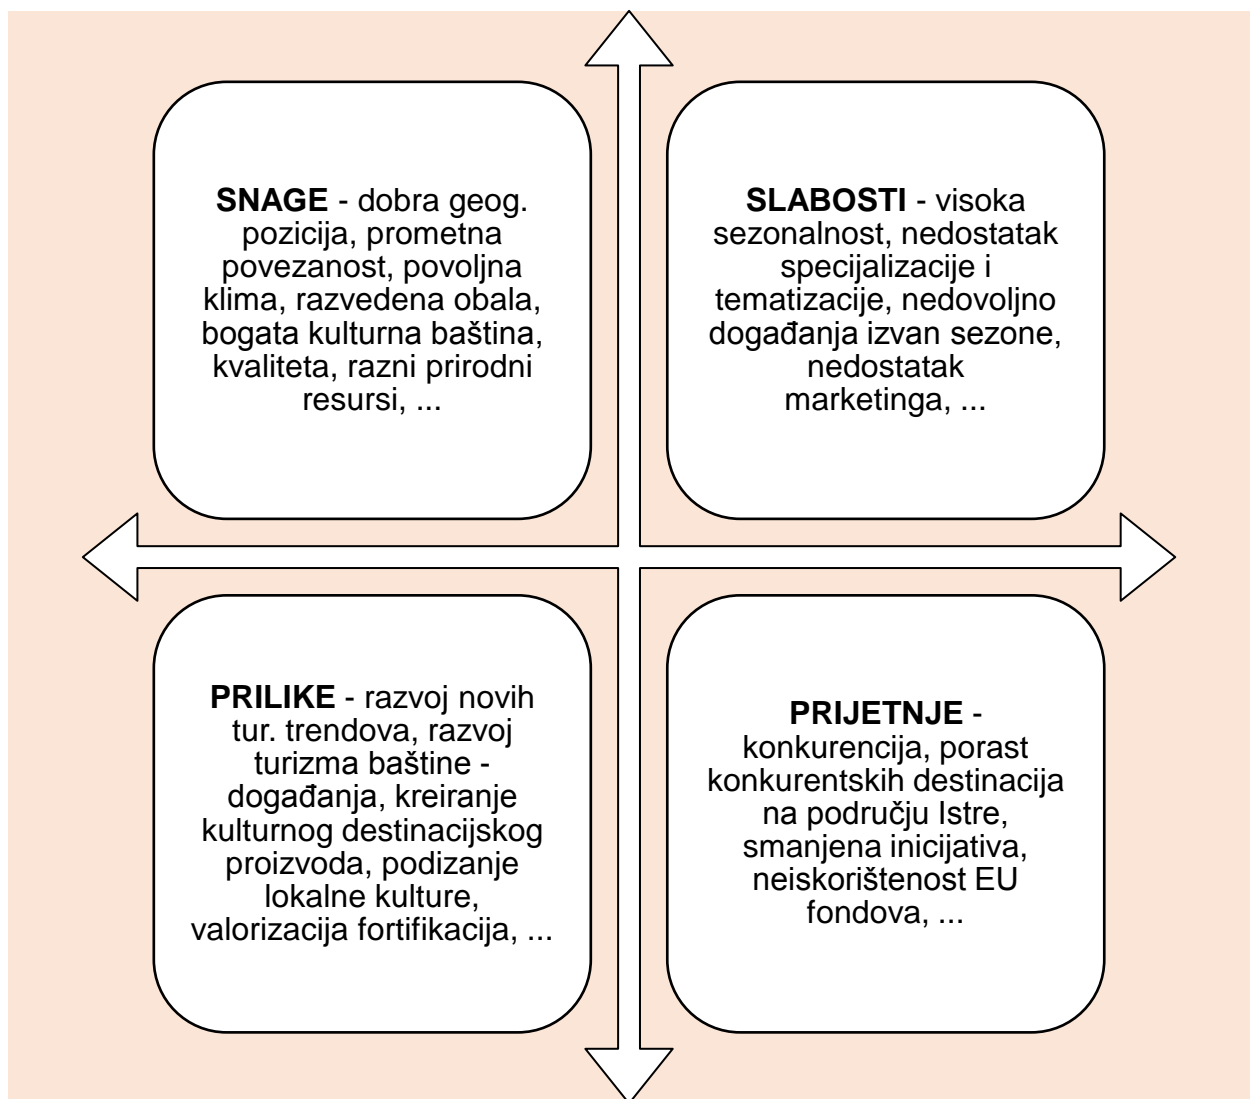 SNAGE - dobra geog.
pozicija, prometna
povezanost, povoljna
klima, razvedena obala,
bogata kulturna baština,
kvaliteta, razni prirodni
resursi, ...
SLABOSTI - visoka
sezonalnost, nedostatak
specijalizacije i
tematizacije, nedovoljno
događanja izvan sezone,
nedostatak
marketinga, ...
PRILIKE - razvoj novih
tur. trendova, razvoj
turizma baštine -
događanja, kreiranje
kulturnog destinacijskog
proizvoda, podizanje
lokalne kulture,
valorizacija fortifikacija, ...
PRIJETNJE -
konkurencija, porast
konkurentskih destinacija
na području Istre,
smanjena inicijativa,
neiskorištenost EU
fondova, ...